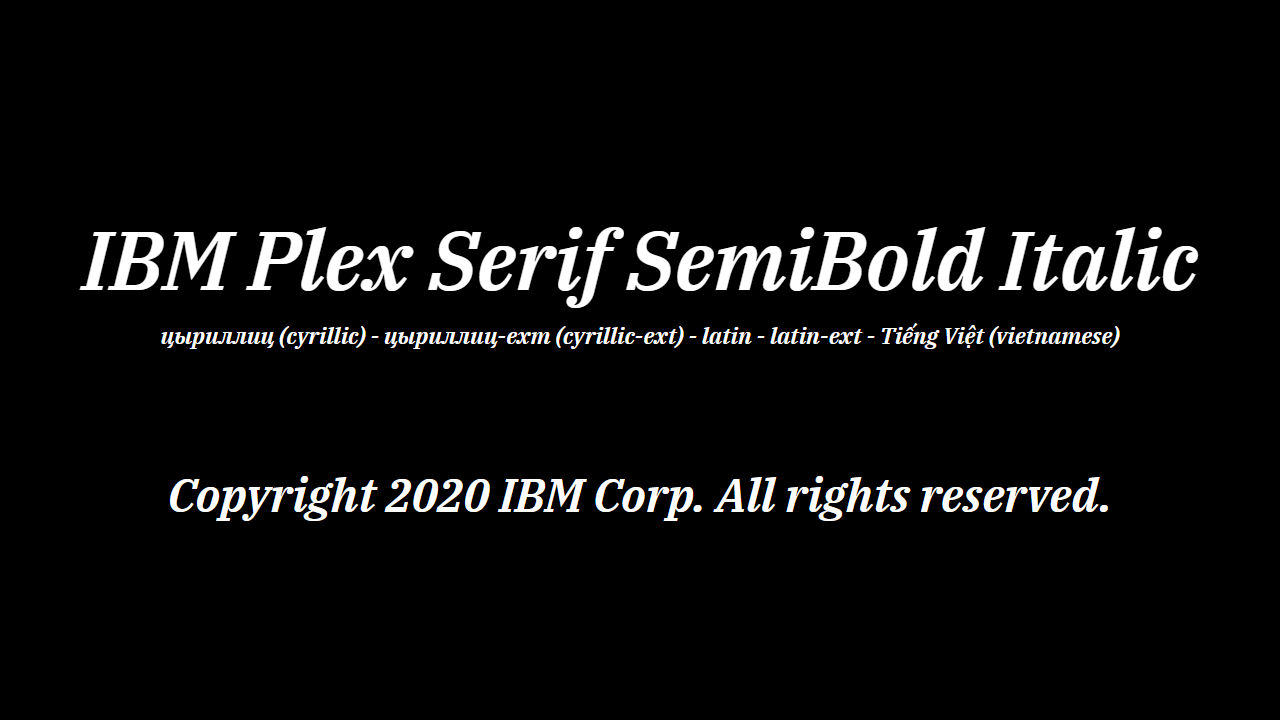 IBM Plex Serif SemiBold Italic
цыриллиц (cyrillic) - цыриллиц-ext (cyrillic-ext) - latin - latin-ext - Tiếng Việt (vietnamese)
Copyright 2020 IBM Corp. All rights reserved.